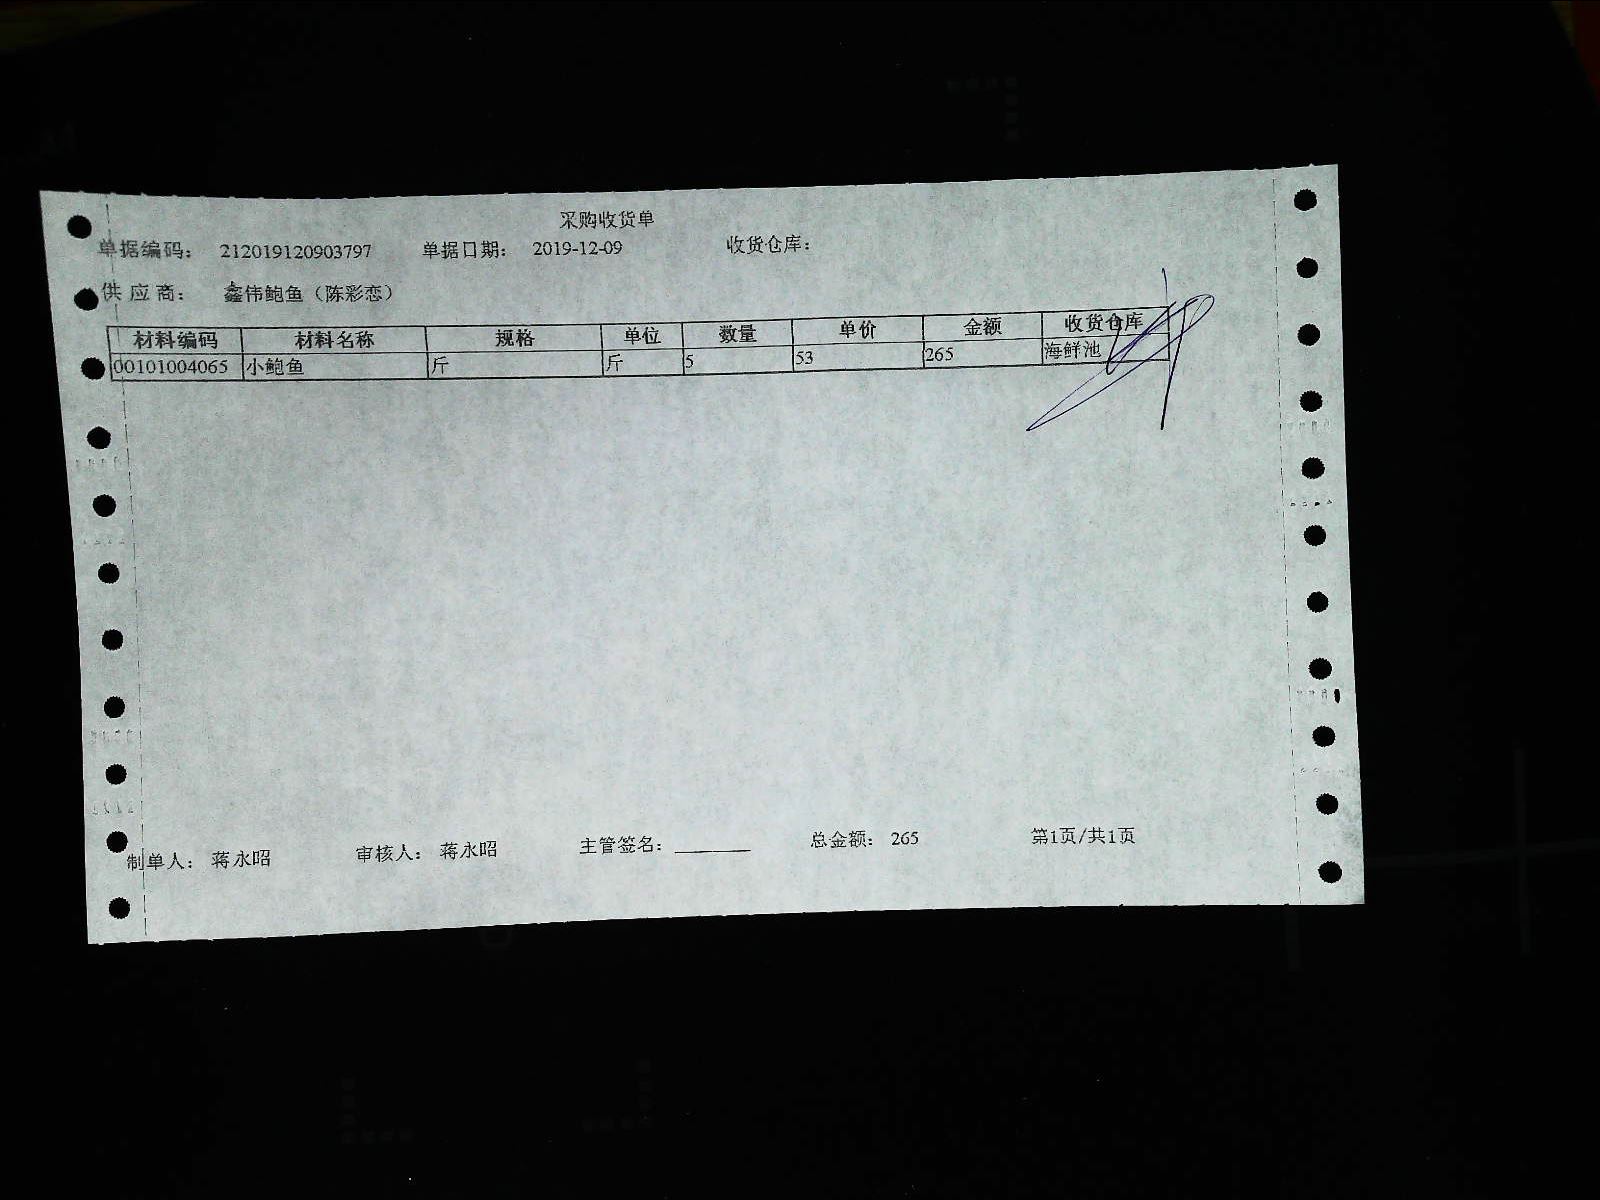 采购收货单
单据编码： 212019120903797 单据日期： 2019-12-09 收货仓库：
供应商： 鑫伟鲍鱼（陈彩恋）
材料编码 材料名称 规格 单位 数量 单价 金额 收货仓库
00101004065 小鲍鱼 斤 斤 5 53 265 海鲜池
制单人： 蒋永昭 审核人： 蒋永昭 主管签名：________ 总金额： 265 第1页/共1页